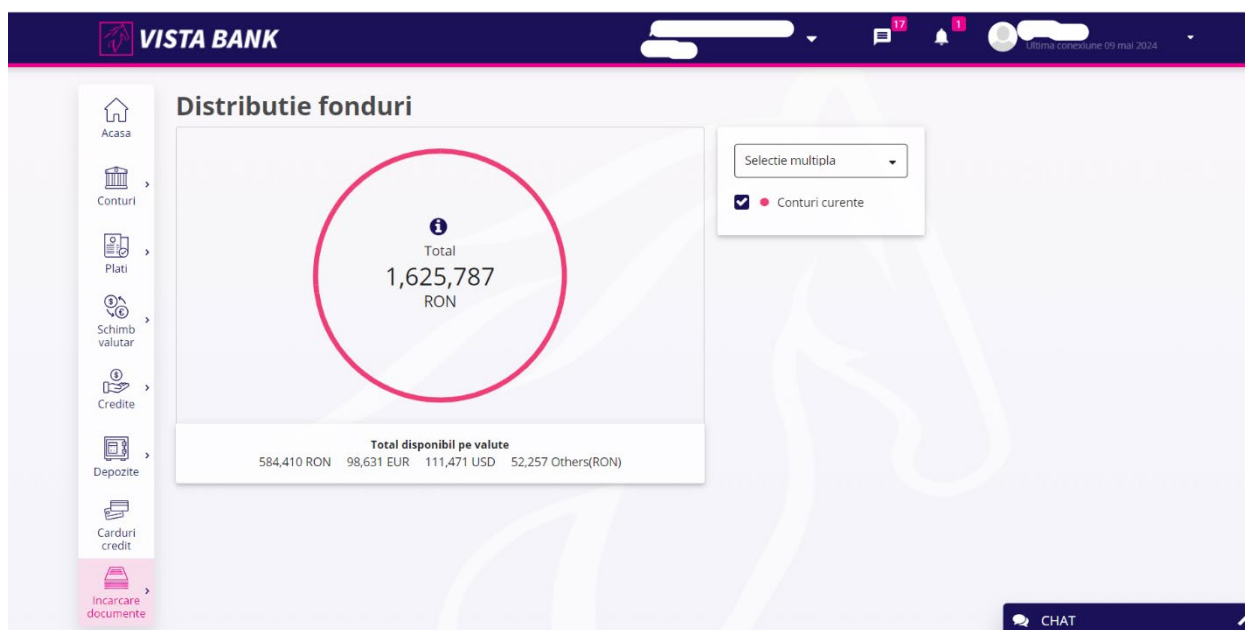 VISTA BANK
17
1
Ultima conexiune 09 mai 2024
Acasa
Conturi
Plati
Schimb
valutar
Credite
Depozite
Carduri
credit
Incarcare
documente
Distributie fonduri
Total
1,625,787
RON
Total disponibil pe valute
584,410 RON 98,631 EUR 111,471 USD 52,257 Others(RON)
Selectie multipla
Conturi curente
CHAT